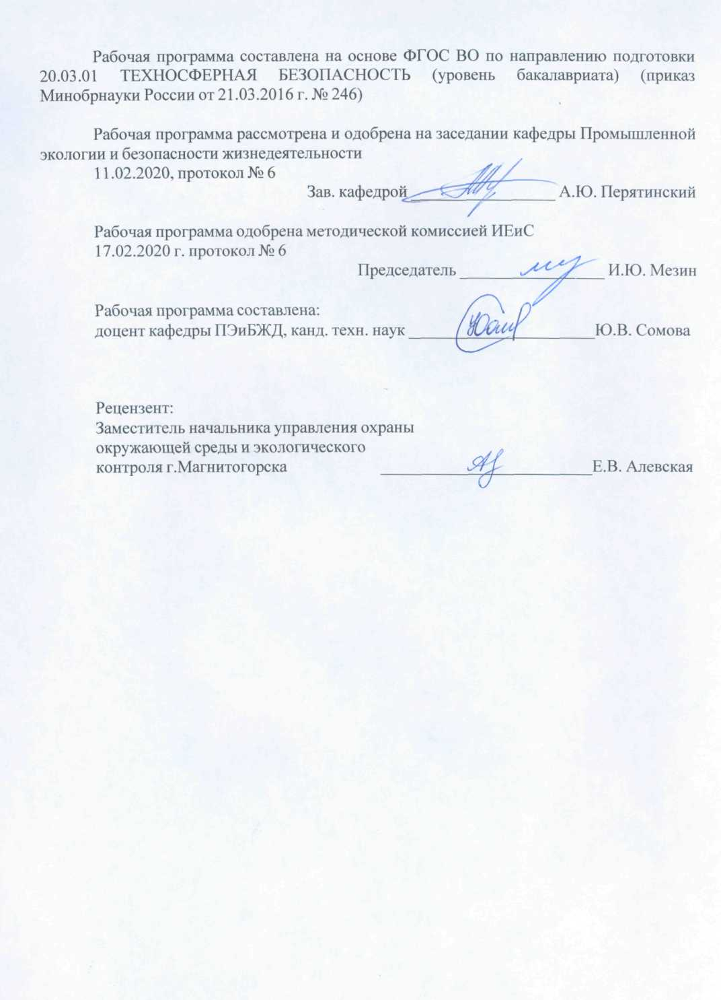 Рабочая программа составлена на основе ФГОС ВО по направлению подготовки
20.03.01 ТЕХНОСФЕРНАЯ БЕЗОПАСНОСТЬ (уровень бакалавриата) (приказ
Минобрнауки России от 21.03.2016 г. № 246)
Рабочая программа рассмотрена и одобрена на заседании кафедры Промышленной
экологии и безопасности жизнедеятельности
11.02.2020, протокол № 6
Зав. кафедрой _________________ А.Ю. Перятинский
Рабочая программа одобрена методической комиссией ИЕиС
17.02.2020 г. протокол № 6
Председатель _________________ И.Ю. Мезин
Рабочая программа составлена:
доцент кафедры ПЭиБЖД, канд. техн. наук ______________________Ю.В. Сомова
Рецензент:
Заместитель начальника управления охраны
окружающей среды и экологического
контроля г.Магнитогорска _________________________Е.В. Алевская